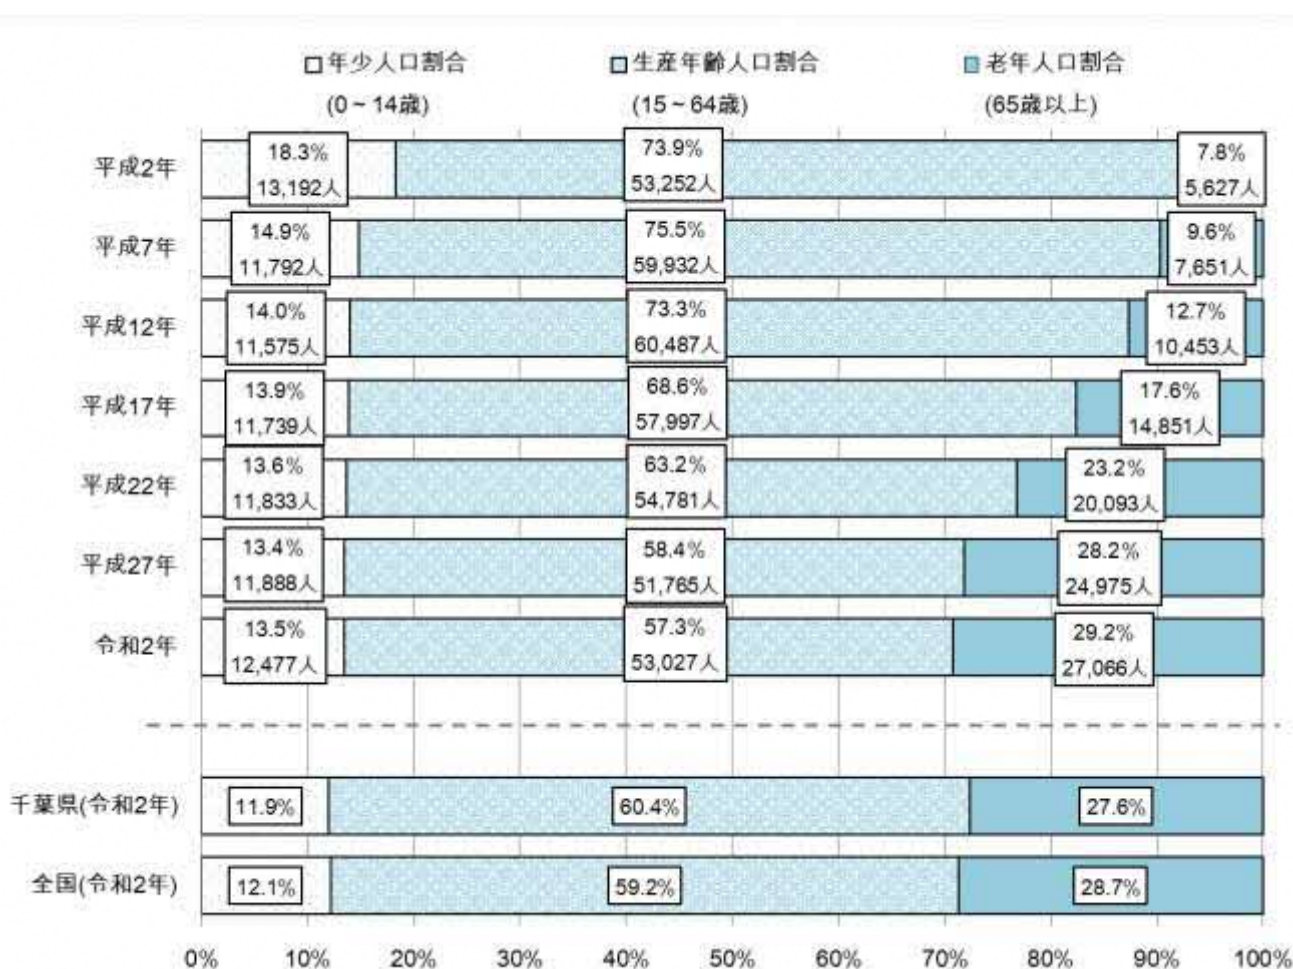 年少人口割合 生産年齢人口割合 老年人口割合
(0~14歳) (15~64歳) (65歳以上)
平成2年 18.3% 73.9% 7.8%
13,192人 53,252人 5,627人
平成7年 14.9% 75.5% 9.6%
11,792人 59,932人 7,651人
平成12年 14.0% 73.3% 12.7%
11,575人 60,487人 10,453人
平成17年 13.9% 68.6% 17.6%
11,739人 57,997人 14,851人
平成22年 13.6% 63.2% 23.2%
11,833人 54,781人 20,093人
平成27年 13.4% 58.4% 28.2%
11,888人 51,765人 24,975人
令和2年 13.5% 57.3% 29.2%
12,477人 53,027人 27,066人
千葉県(令和2年) 11.9% 60.4% 27.6%
全国(令和2年) 12.1% 59.2% 28.7%
0% 10% 20% 30% 40% 50% 60% 70% 80% 90% 100%